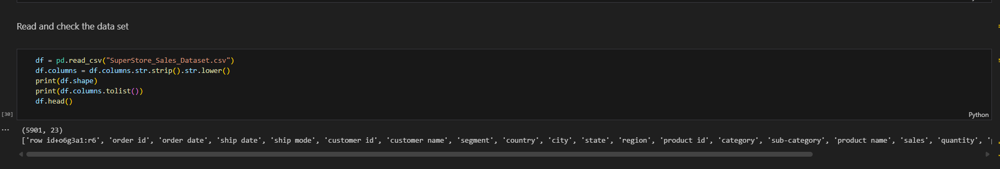 Read and check the data set
df = pd.read_csv("SuperStore_Sales_Dataset.csv")
df.columns = df.columns.str.strip().str.lower()
print(df.shape)
print(df.columns.tolist())
df.head()
[30]
Python
(5901, 23)
['row id+o6g3a1:r6', 'order id', 'order date', 'ship date', 'ship mode', 'customer id', 'customer name', 'segment', 'country', 'city', 'state', 'region', 'product id', 'category', 'sub-category', 'product name', 'sales', 'quantity', '